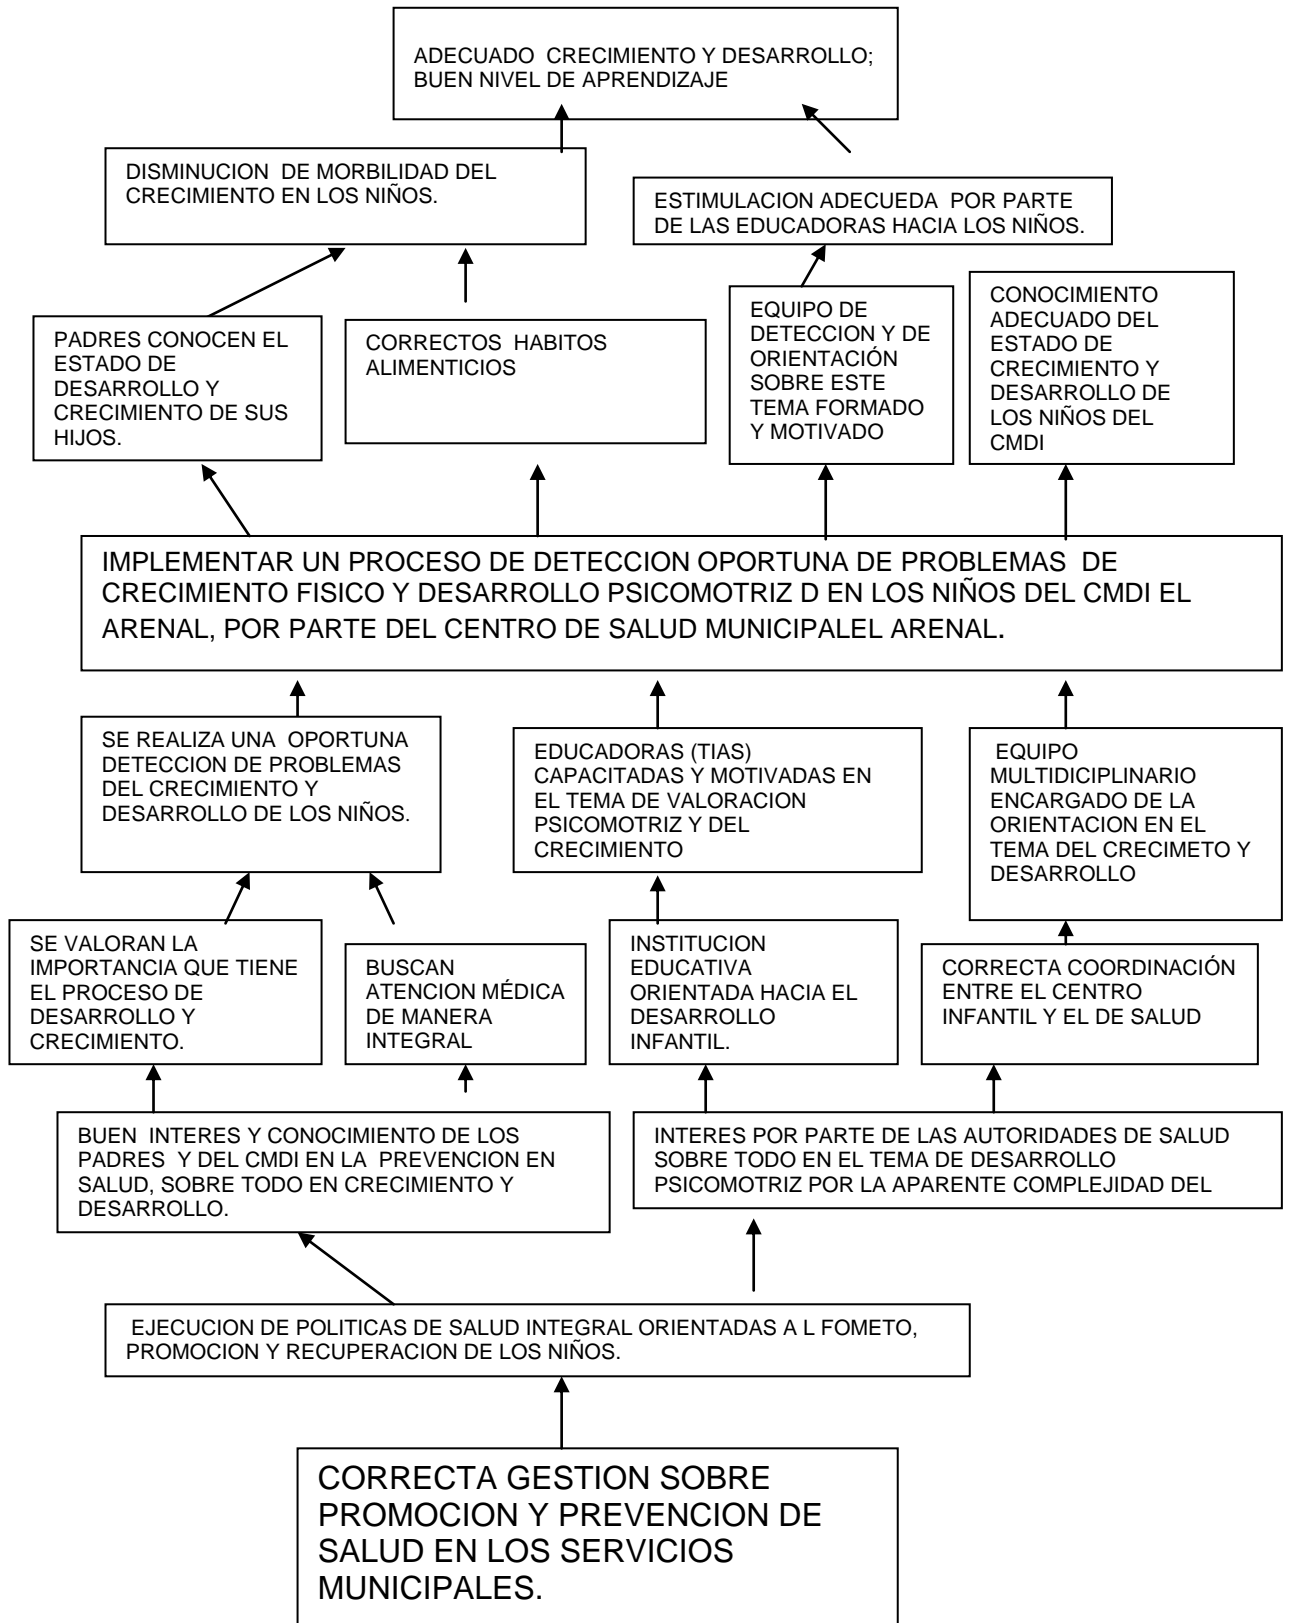 ADECUADO CRECIMIENTO Y DESARROLLO;
BUEN NIVEL DE APRENDIZAJE
DISMINUCION DE MORBILIDAD DEL
CRECIMIENTO EN LOS NIÑOS.
ESTIMULACION ADECUEDA POR PARTE
DE LAS EDUCADORAS HACIA LOS NIÑOS.
PADRES CONOCEN EL
ESTADO DE
DESARROLLO Y
CRECIMIENTO DE SUS
HIJOS.
CORRECTOS HABITOS
ALIMENTICIOS
EQUIPO DE
DETECCION Y DE
ORIENTACIÓN
SOBRE ESTE
TEMA FORMADO
Y MOTIVADO
CONOCIMIENTO
ADECUADO DEL
ESTADO DE
CRECIMIENTO Y
DESARROLLO DE
LOS NIÑOS DEL
CMDI
IMPLEMENTAR UN PROCESO DE DETECCION OPORTUNA DE PROBLEMAS DE
CRECIMIENTO FISICO Y DESARROLLO PSICOMOTRIZ D EN LOS NIÑOS DEL CMDI EL
ARENAL, POR PARTE DEL CENTRO DE SALUD MUNICIPALEL ARENAL.
SE REALIZA UNA OPORTUNA
DETECCION DE PROBLEMAS
DEL CRECIMIENTO Y
DESARROLLO DE LOS NIÑOS.
EDUCADORAS (TIAS)
CAPACITADAS Y MOTIVADAS EN
EL TEMA DE VALORACION
PSICOMOTRIZ Y DEL
CRECIMIENTO
EQUIPO
MULTIDICIPLINARIO
ENCARGADO DE LA
ORIENTACION EN EL
TEMA DEL CRECIMETO Y
DESARROLLO
SE VALORAN LA
IMPORTANCIA QUE TIENE
EL PROCESO DE
DESARROLLO Y
CRECIMIENTO.
BUSCAN
ATENCION MÉDICA
DE MANERA
INTEGRAL
INSTITUCION
EDUCATIVA
ORIENTADA HACIA EL
DESARROLLO
INFANTIL.
CORRECTA COORDINACIÓN
ENTRE EL CENTRO
INFANTIL Y EL DE SALUD
BUEN INTERES Y CONOCIMIENTO DE LOS
PADRES Y DEL CMDI EN LA PREVENCION EN
SALUD, SOBRE TODO EN CRECIMIENTO Y
DESARROLLO.
INTERES POR PARTE DE LAS AUTORIDADES DE SALUD
SOBRE TODO EN EL TEMA DE DESARROLLO
PSICOMOTRIZ POR LA APARENTE COMPLEJIDAD DEL
EJECUCION DE POLITICAS DE SALUD INTEGRAL ORIENTADAS A L FOMETO,
PROMOCION Y RECUPERACION DE LOS NIÑOS.
CORRECTA GESTION SOBRE
PROMOCION Y PREVENCION DE
SALUD EN LOS SERVICIOS
MUNICIPALES.